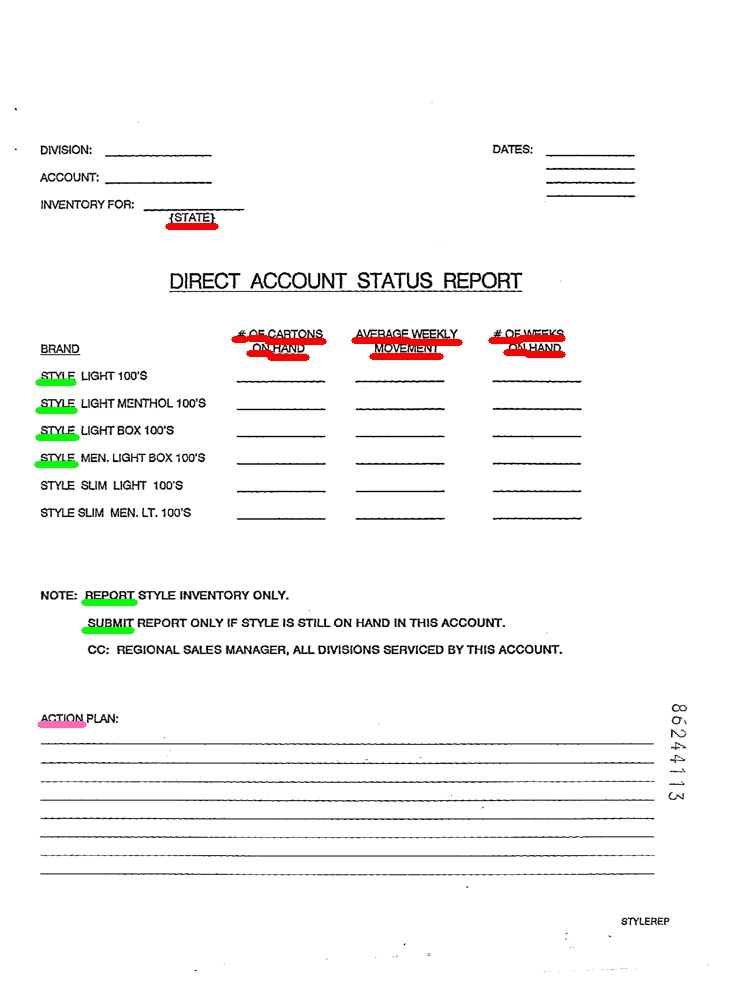 DIVISION: DATES:
ACCOUNT:
INVENTORY FOR:
{STATE}
DIRECT ACCOUNT STATUS REPORT
# OF CARTONS AVERAGE WEEKLY # OF WEEKS
BRAND ON HAND MOVEMENT ON HAND
STYLE LIGHT 100'S
STYLE LIGHT MENTHOL 100'S
STYLE LIGHT BOX 100'S
STYLE MEN. LIGHT BOX 100'S
STYLE SLIM LIGHT 100'S
STYLE SLIM MEN. LT. 100'S
NOTE: REPORT STYLE INVENTORY ONLY.
SUBMIT REPORT ONLY IF STYLE IS STILL ON HAND IN THIS ACCOUNT.
CC: REGIONAL SALES MANAGER, ALL DIVISIONS SERVICED BY THIS ACCOUNT.
ACTION PLAN:
86244113
STYLEREP